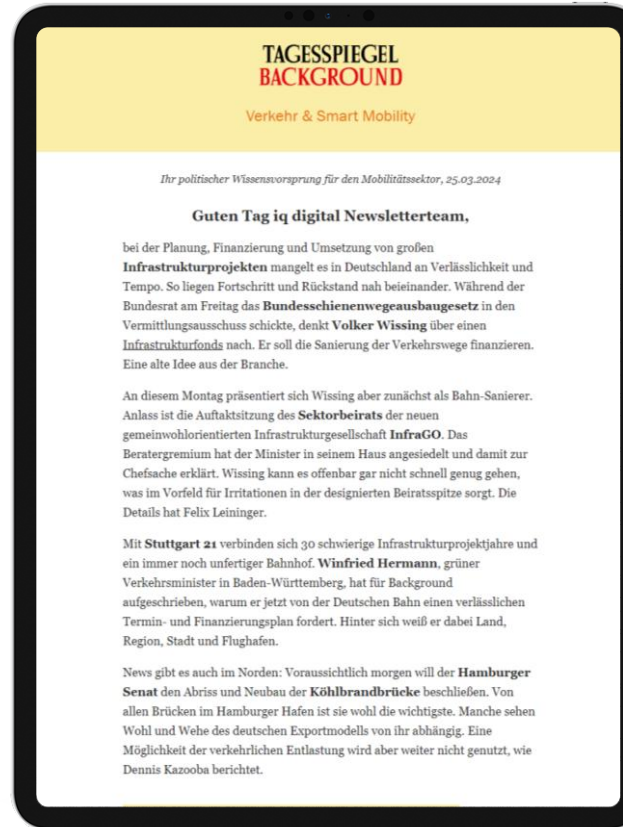 TAGESSPIEGEL
BACKGROUND
Verkehr & Smart Mobility
Ihr politischer Wissensvorsprung für den Mobilitätssektor, 25.03.2024
Guten Tag iq digital Newsletterteam,
bei der Planung, Finanzierung und Umsetzung von großen
Infrastrukturprojekten mangelt es in Deutschland an Verlässlichkeit und
Tempo. So liegen Fortschritt und Rückstand nah beieinander. Während der
Bundesrat am Freitag das Bundesschienenwegeausbaugesetz in den
Vermittlungsausschuss schickte, denkt Volker Wissing über einen
Infrastrukturfonds nach. Er soll die Sanierung der Verkehrswege finanzieren.
Eine alte Idee aus der Branche.
An diesem Montag präsentiert sich Wissing aber zunächst als Bahn-Sanierer.
Anlass ist die Auftaktsitzung des Sektorbeirats der neuen
gemeinwohlorientierten Infrastrukturgesellschaft InfraGO. Das
Beratergremium hat der Minister in seinem Haus angesiedelt und damit zur
Chefsache erklärt. Wissing kann es offenbar gar nicht schnell genug gehen,
was im Vorfeld für Irritationen in der designierten Beiratsspitze sorgt. Die
Details hat Felix Leininger.
Mit Stuttgart 21 verbinden sich 30 schwierige Infrastrukturprojektjahre und
ein immer noch unfertiger Bahnhof. Winfried Hermann, grüner
Verkehrsminister in Baden-Württemberg, hat für Background
aufgeschrieben, warum er jetzt von der Deutschen Bahn einen verlässlichen
Termin- und Finanzierungsplan fordert. Hinter sich weiß er dabei Land,
Region, Stadt und Flughafen.
News gibt es auch im Norden: Voraussichtlich morgen will der Hamburger
Senat den Abriss und Neubau der Köhlbrandbrücke beschließen. Von
allen Brücken im Hamburger Hafen ist sie wohl die wichtigste. Manche sehen
Wohl und Wehe des deutschen Exportmodells von ihr abhängig. Eine
Möglichkeit der verkehrlichen Entlastung wird aber weiter nicht genutzt, wie
Dennis Kazooba berichtet.